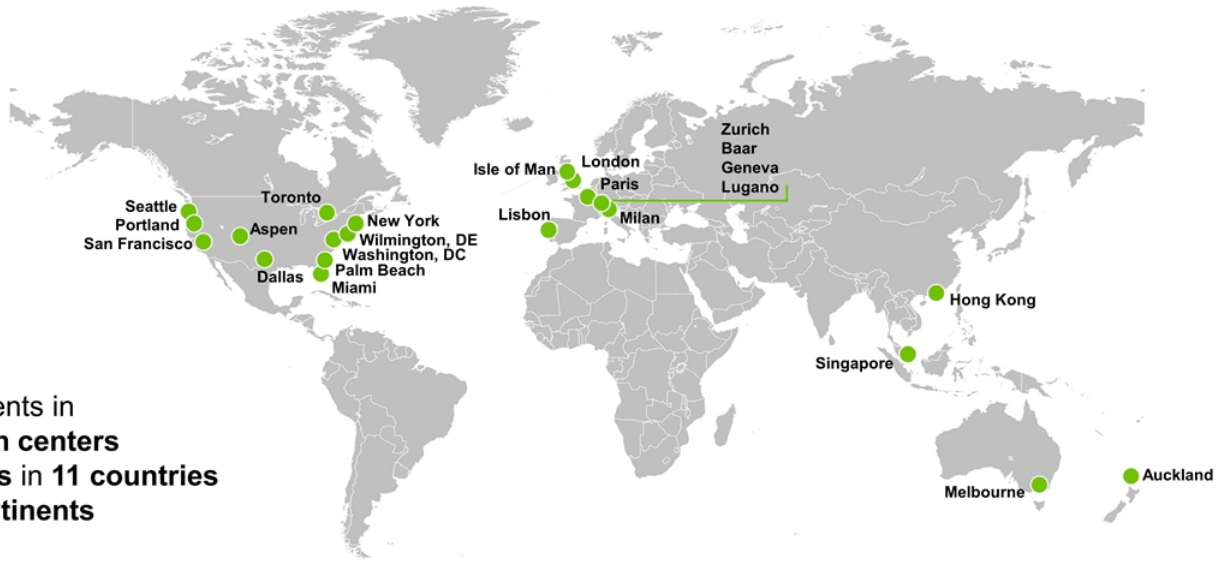 Zurich
Baar
Geneva
Lugano
London
Isle of Man
Paris
Lisbon
Milan
Seattle
Portland
San Francisco
Toronto
Aspen
New York
Wilmington, DE
Washington, DC
Dallas
Palm Beach
Miami
Hong Kong
Singapore
Melbourne
Auckland
ents in
n centers
s in 11 countries
tinents